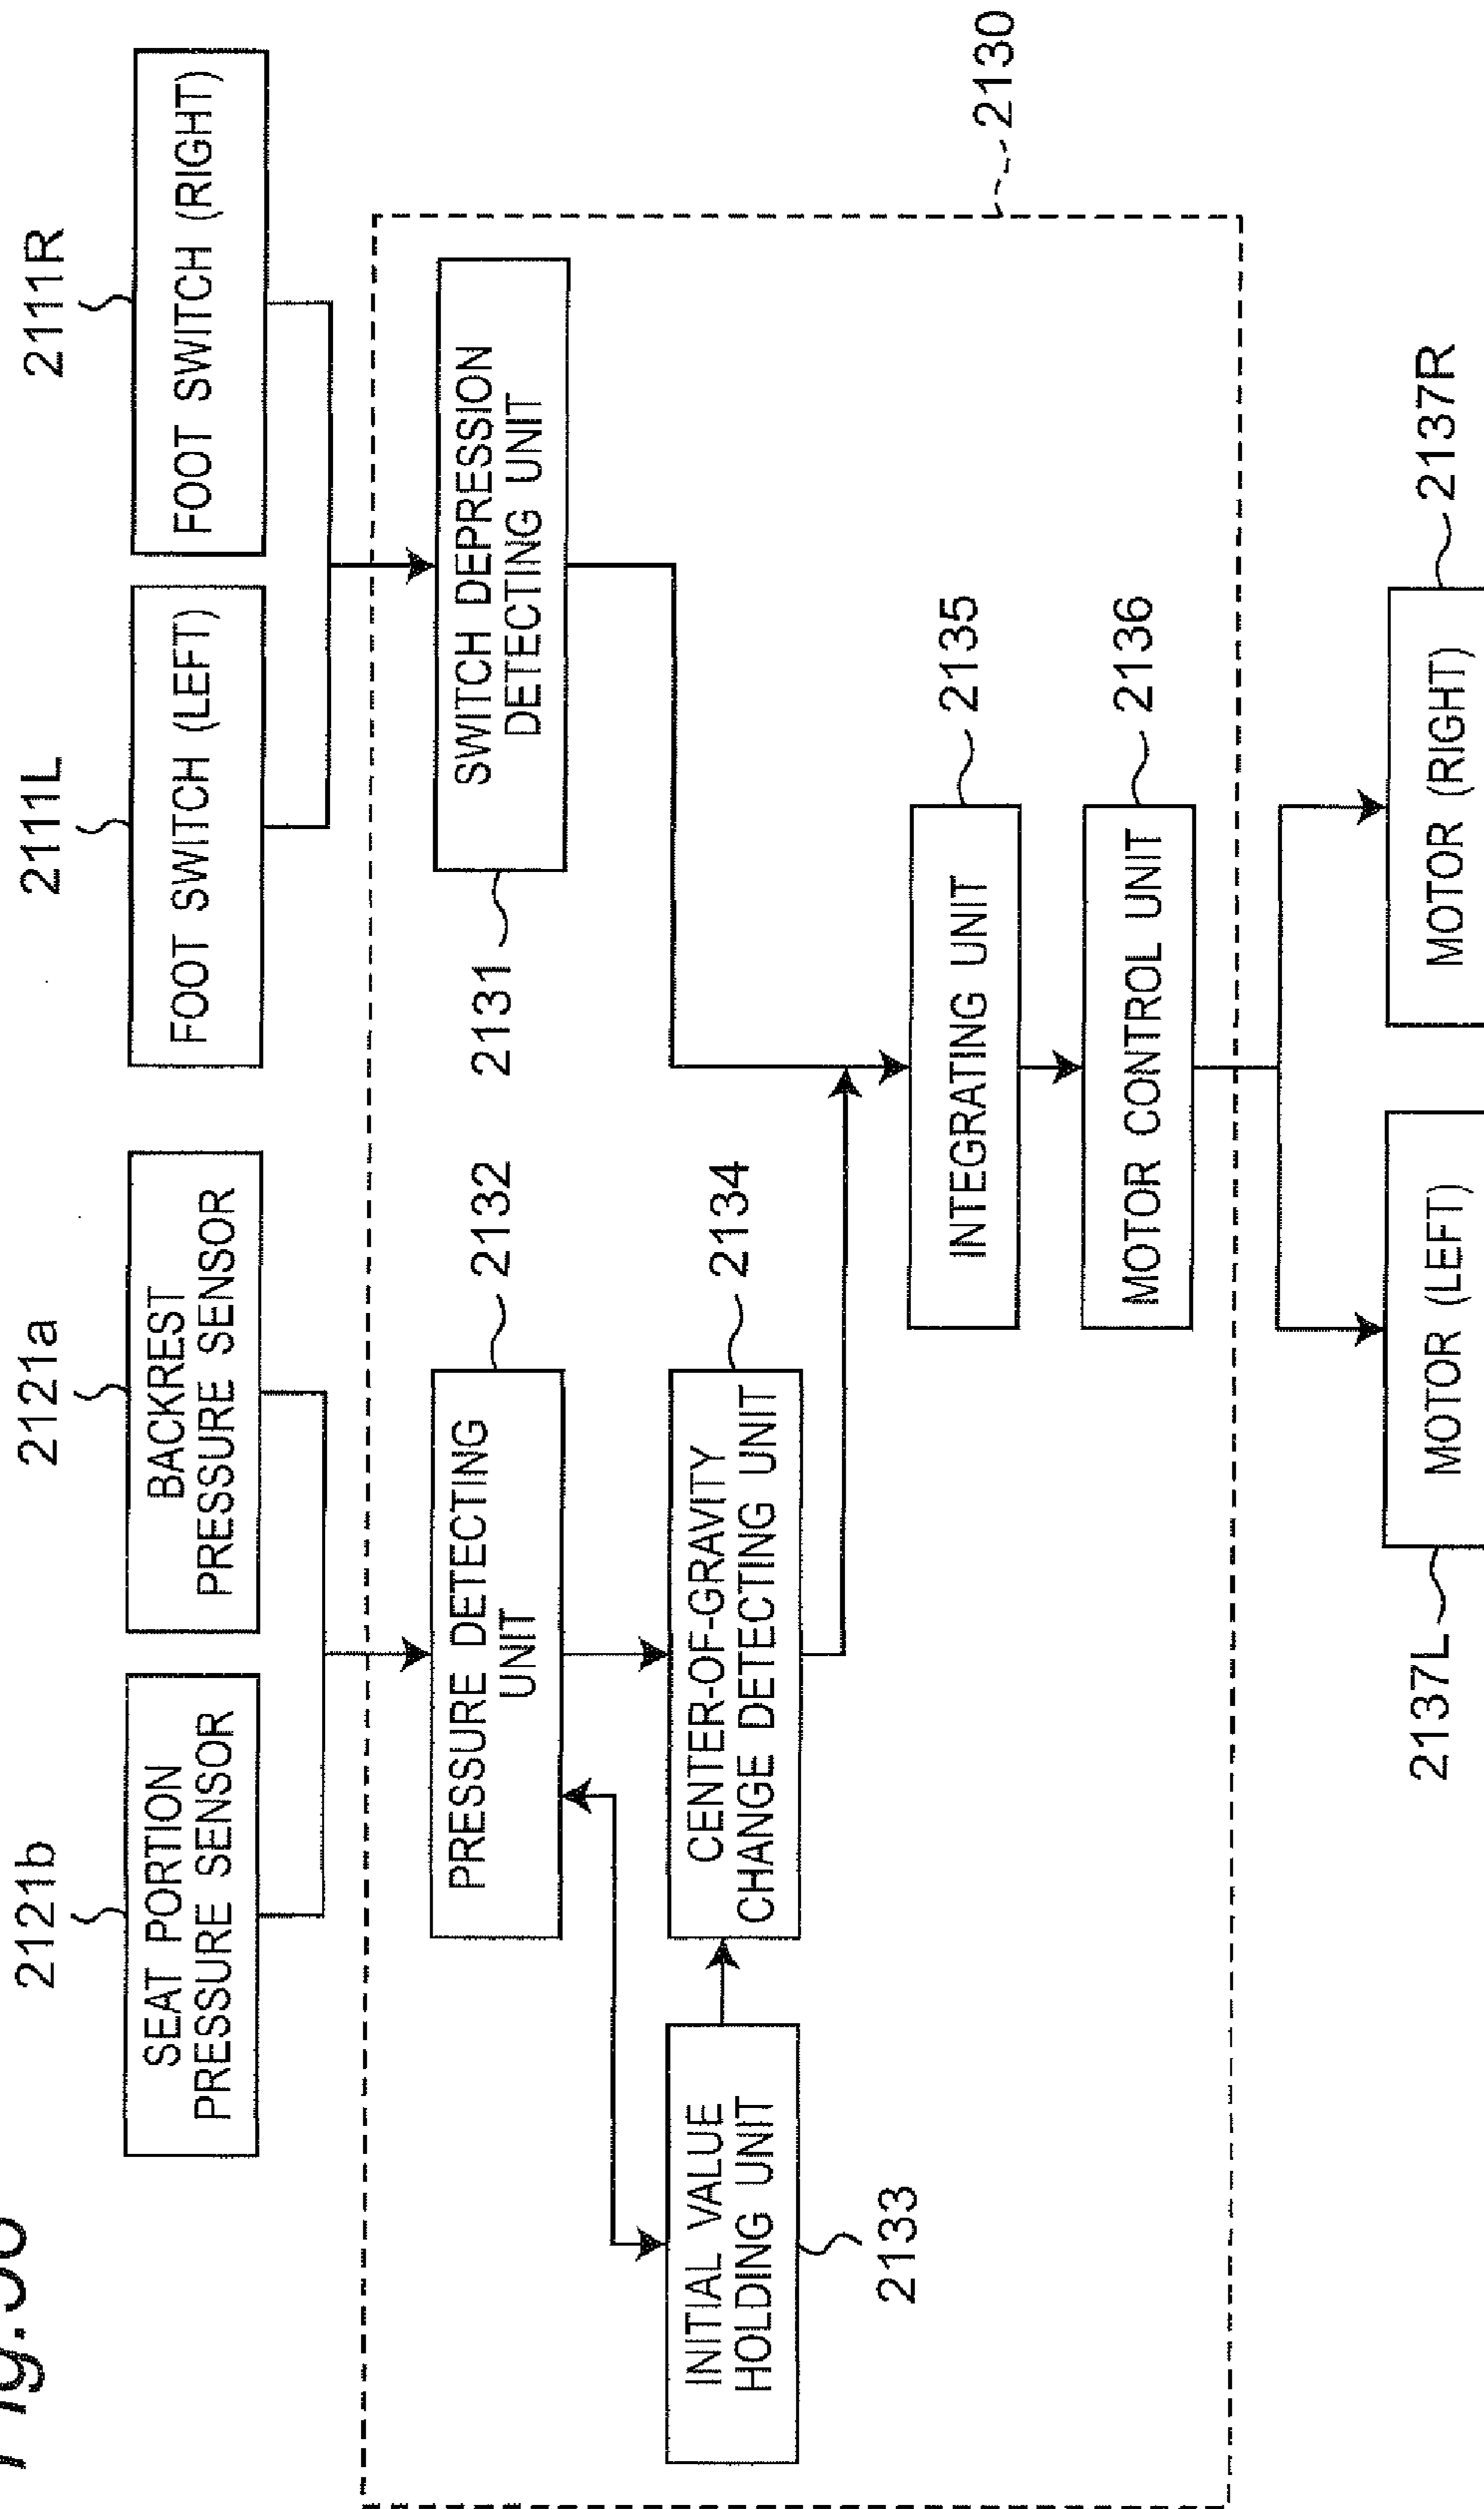 2121b
2121a
2111L
2111R
SEAT PORTION
PRESSURE SENSOR
BACKREST
PRESSURE SENSOR
FOOT SWITCH (LEFT)
FOOT SWITCH (RIGHT)
2130
PRESSURE DETECTING
UNIT
2132
2131
SWITCH DEPRESSION
DETECTING UNIT
INITIAL VALUE
HOLDING UNIT
2133
CENTER-OF-GRAVITY
CHANGE DETECTING UNIT
2134
INTEGRATING UNIT
2135
MOTOR CONTROL UNIT
2136
2137L
MOTOR (LEFT)
MOTOR (RIGHT)
2137R